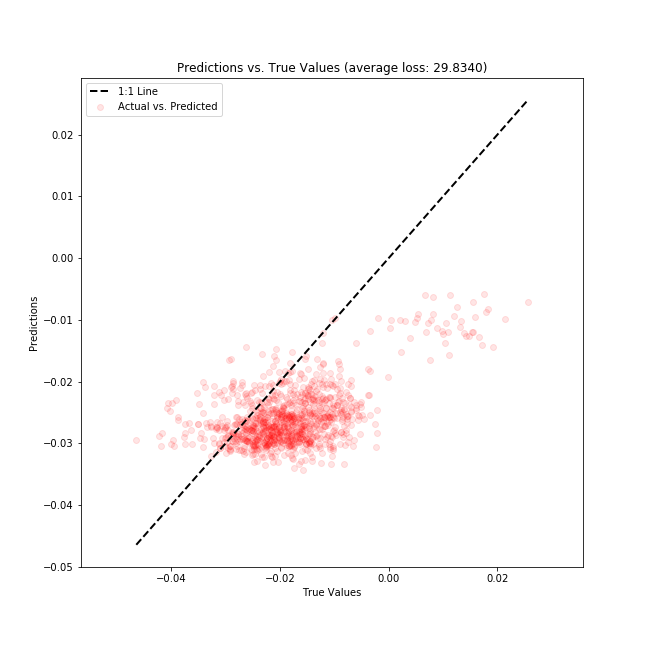 Predictions vs. True Values (average loss: 29.8340)
1:1 Line
Actual vs. Predicted
0.02
0.01
0.00
−0.01
−0.02
−0.03
−0.04
−0.05
Predictions
−0.04
−0.02
0.00
0.02
True Values